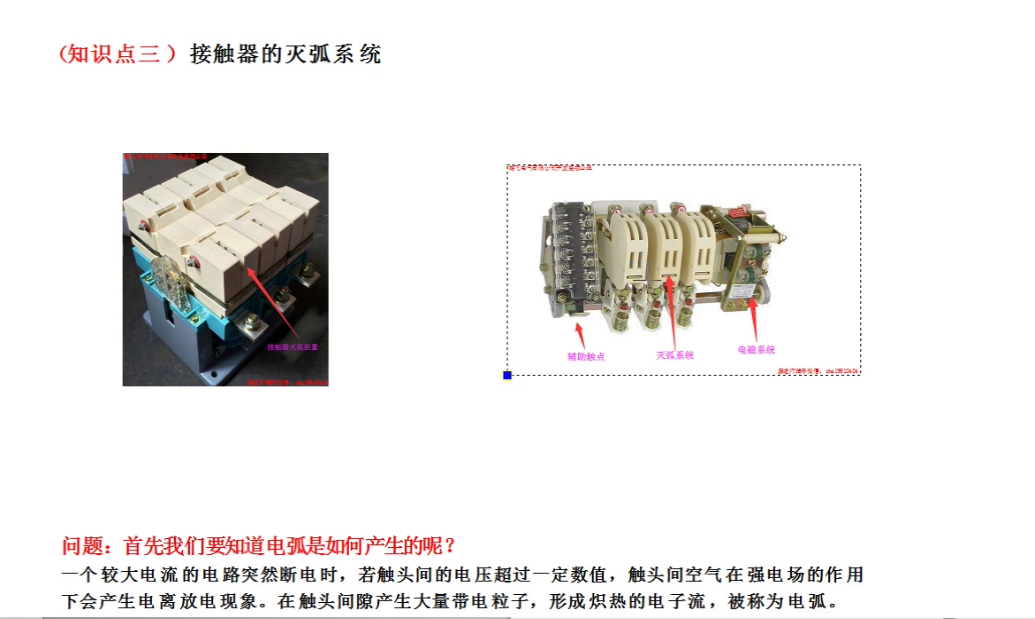 （知识点三）接触器的灭弧系统
接触器灭弧装置
辅助触点
灭弧系统
电磁系统
问题：首先我们要知道电弧是如何产生的呢？
一个较大电流的电路突然断电时，若触头间的电压超过一定数值，触头间空气在强电场的作用
下会产生电离放电现象。在触头间隙产生大量带电粒子，形成炽热的电子流，被称为电弧。